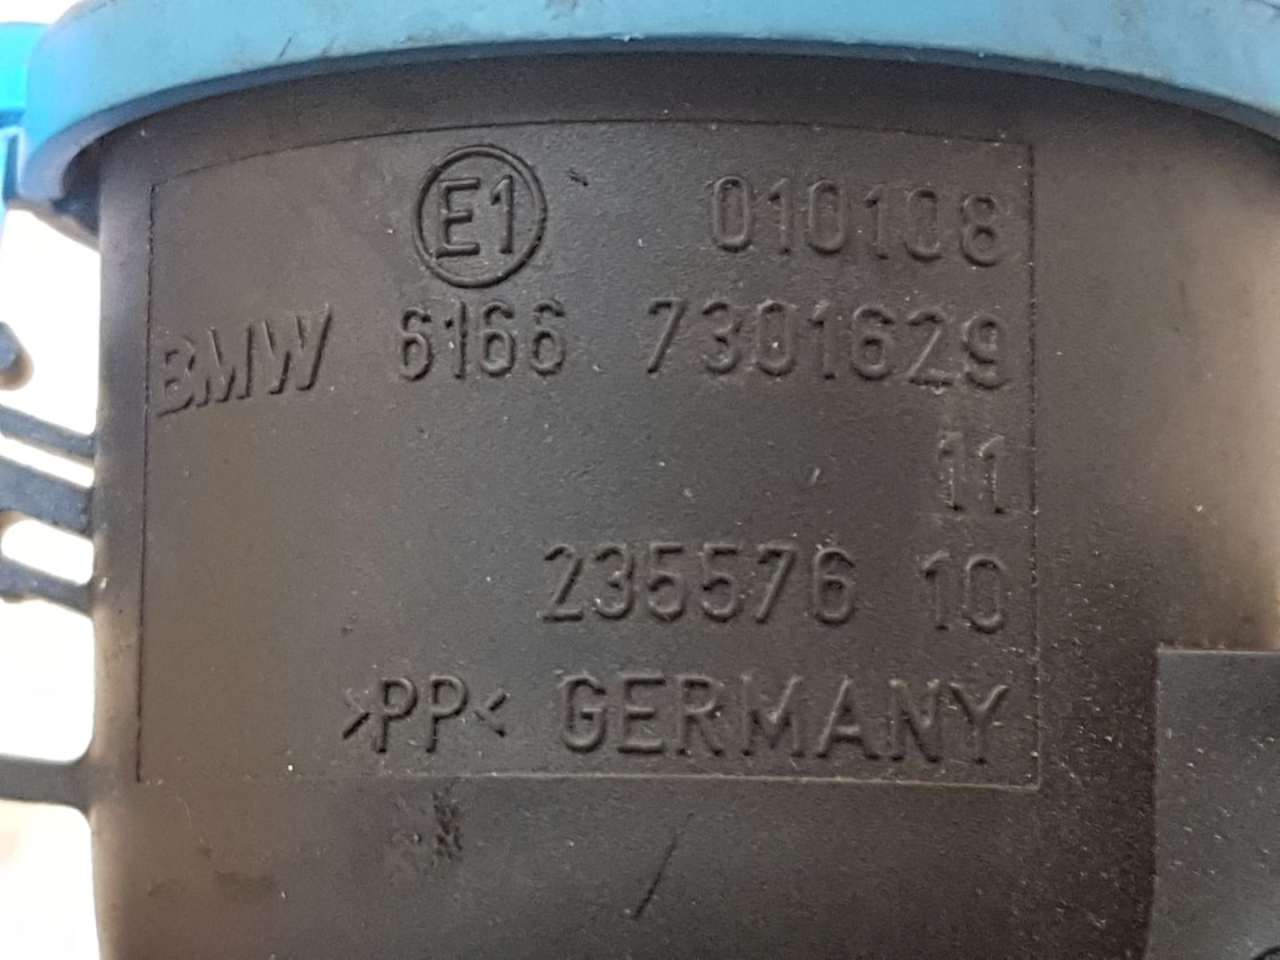 E1 010108
BMW 6166 7301629
11
235576 10
>PP< GERMANY